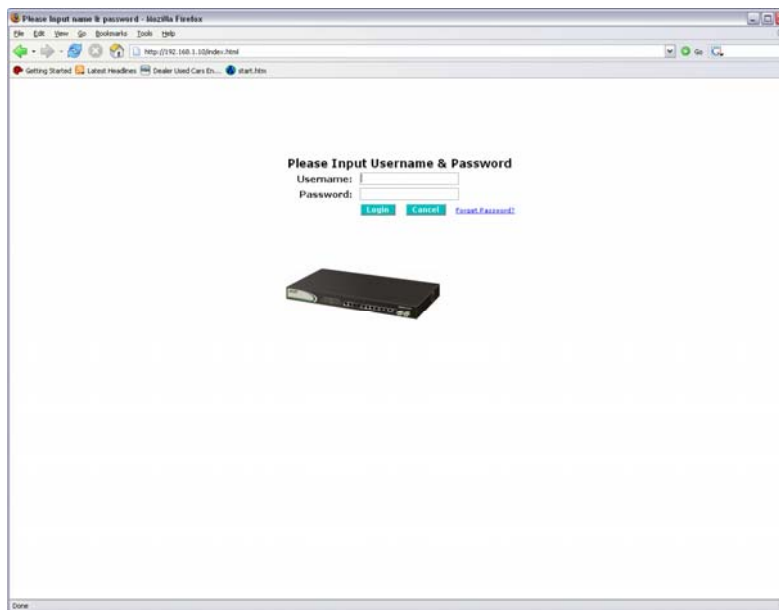 Please Input name & password - Mozilla Firefox
File Edit View Go Bookmarks Tools Help
http://192.168.1.10/index.html
Go
Getting Started Latest Headlines Dealer Used Cars En... start.htm
Please Input Username & Password
Username:
Password:
Login Cancel Forget Password?
Done